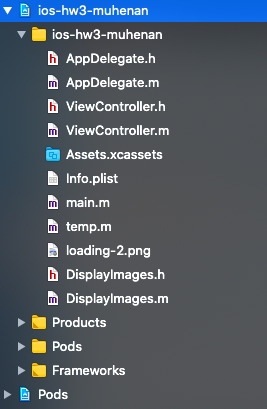 ios-hw3-muhenan
ios-hw3-muhenan
AppDelegate.h
AppDelegate.m
ViewController.h
ViewController.m
Assets.xcassets
Info.plist
main.m
temp.m
loading-2.png
DisplayImages.h
DisplayImages.m
Products
Pods
Frameworks
Pods